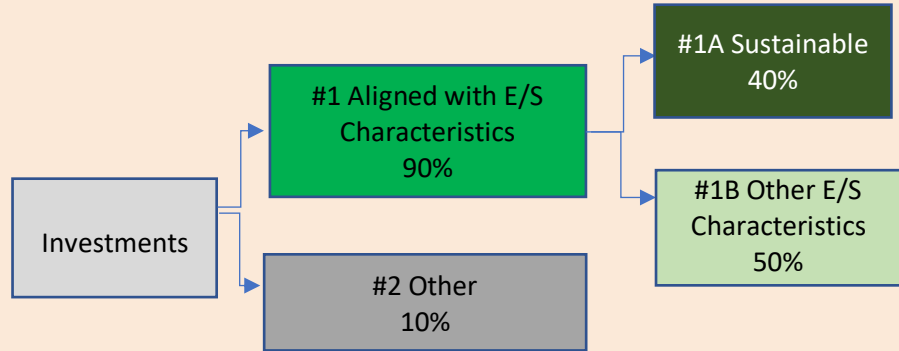 Investments
#1 Aligned with E/S
Characteristics
90%
#2 Other
10%
#1A Sustainable
40%
#1B Other E/S
Characteristics
50%